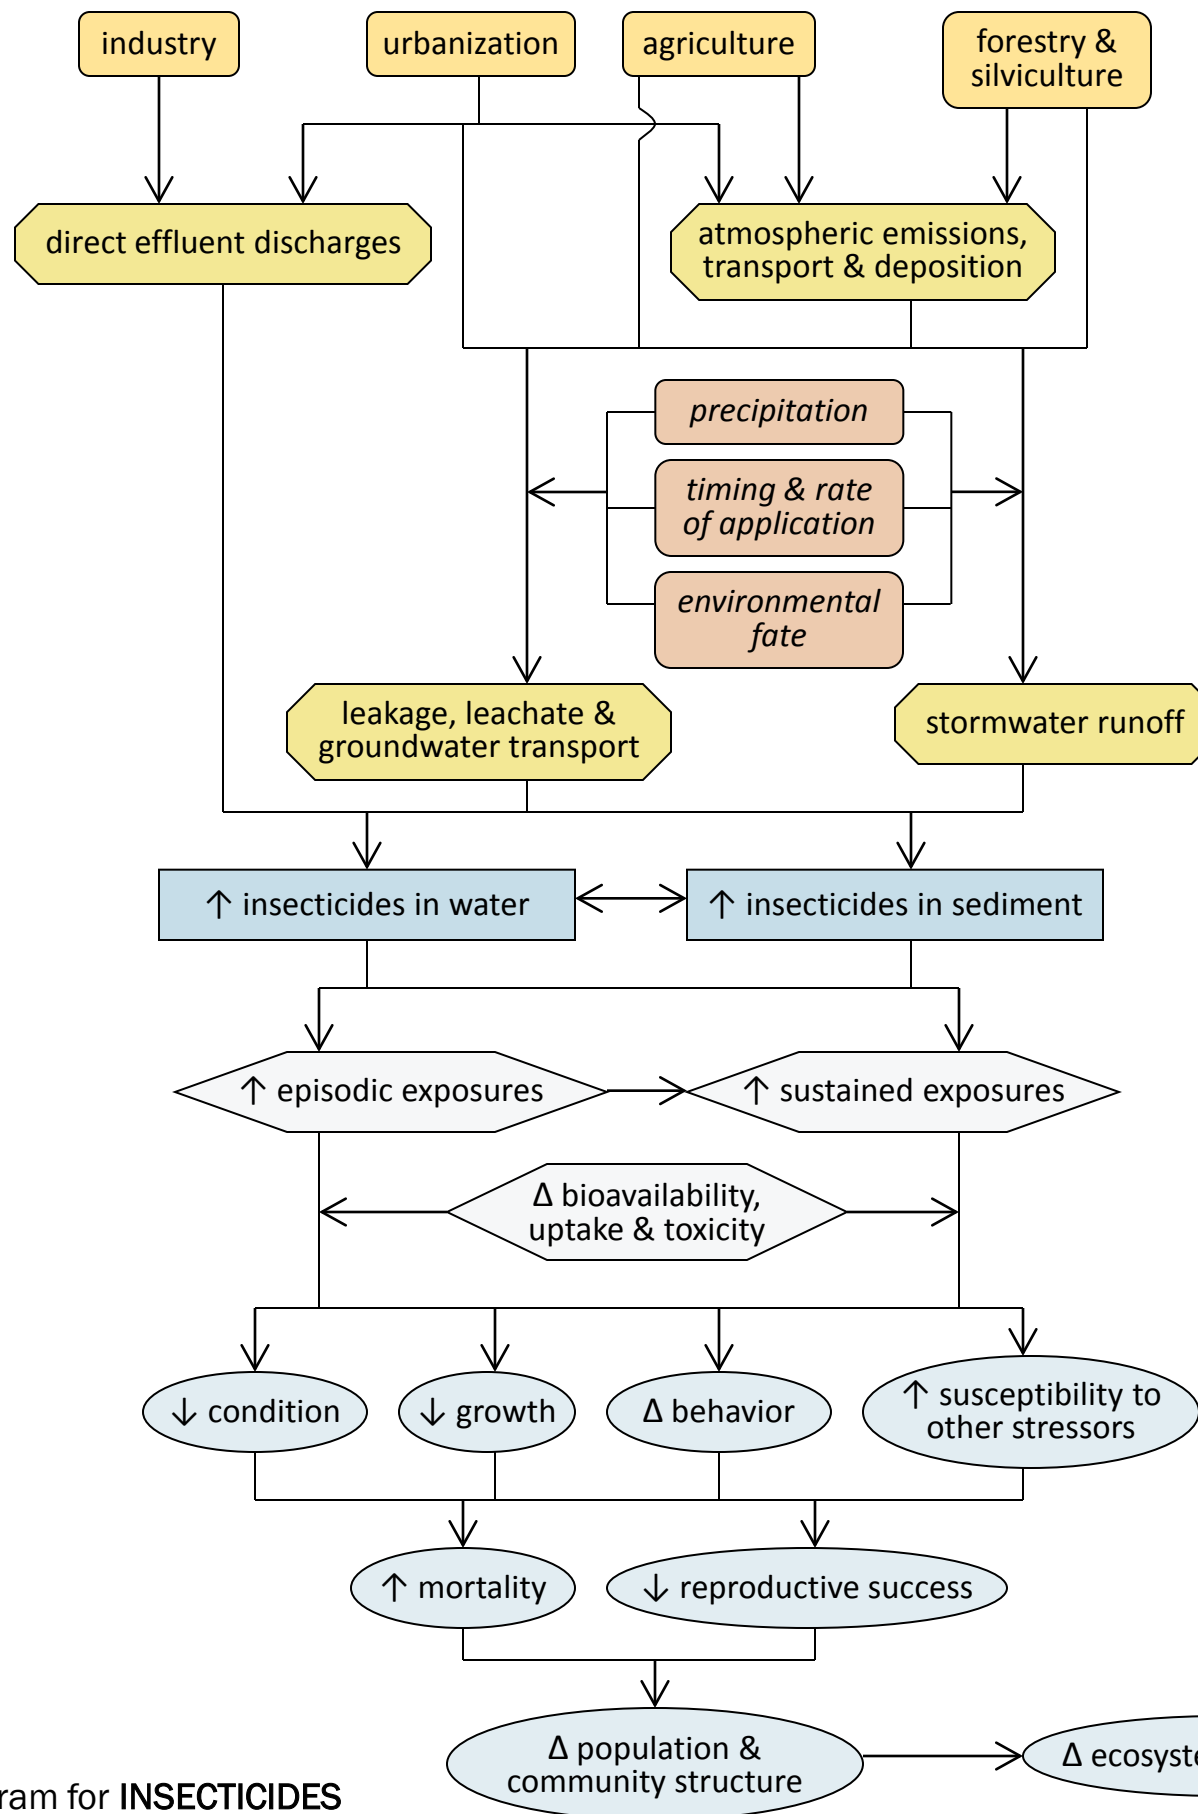 industry
urbanization
agriculture
forestry &
silviculture
direct effluent discharges
atmospheric emissions,
transport & deposition
precipitation
timing & rate
of application
environmental
fate
leakage, leachate &
groundwater transport
stormwater runoff
↑ insecticides in water
↑ insecticides in sediment
↑ episodic exposures
↑ sustained exposures
Δ bioavailability,
uptake & toxicity
↓ condition
↓ growth
Δ behavior
↑ susceptibility to
other stressors
↑ mortality
↓ reproductive success
Δ population &
community structure
Δ ecosyste
ram for INSECTICIDES